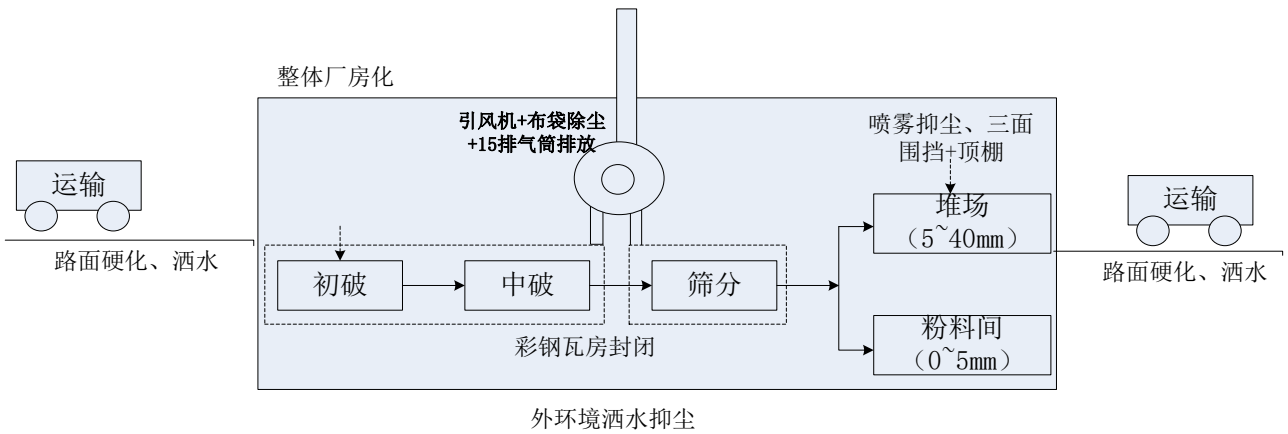 整体厂房化
引风机+布袋除尘
+15排气筒排放
喷雾抑尘、三面
围挡+顶棚
运输
运输
堆场
（5~40mm）
路面硬化、洒水
路面硬化、洒水
初破
中破
筛分
粉料间
（0~5mm）
彩钢瓦房封闭
外环境洒水抑尘